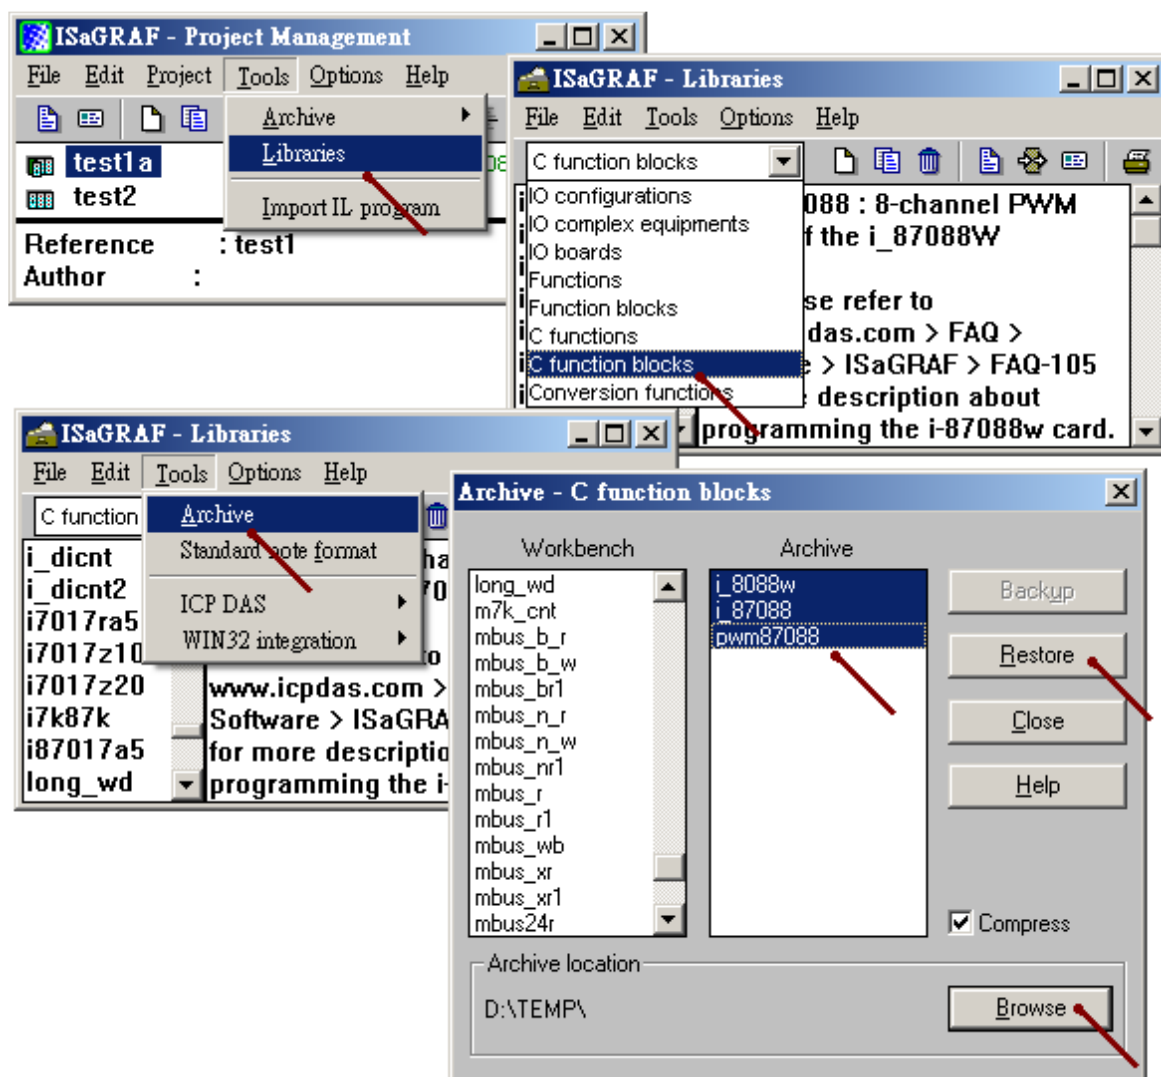 ISaGRAF - Project Management
File Edit Project Tools Options Help
Archive
Libraries
Import IL program
test1a
test2
Reference : test1
Author :
ISaGRAF - Libraries
File Edit Tools Options Help
C function blocks
IO configurations
IO complex equipments
IO boards
Functions
Function blocks
C functions
C function blocks
Conversion functions
088 : 8-channel PWM
f the i_87088W
se refer to
das.com > FAQ >
> ISaGRAF > FAQ-105
description about
programming the i-87088w card.
ISaGRAF - Libraries
File Edit Tools Options Help
C function
Archive
Standard note format
ICP DAS
WIN32 integration
i_dicnt
i_dicnt2
i7017ra5
i7017z10
i7017z20
i7k87k
i87017a5
long_wd
www.icpdas.com >
Software > ISaGRA
for more descriptio
programming the i-
Archive - C function blocks
Workbench
long_wd
m7k_cnt
mbus_b_r
mbus_b_w
mbus_br1
mbus_n_r
mbus_n_w
mbus_nr1
mbus_r
mbus_r1
mbus_wb
mbus_xr
mbus_xr1
mbus24r
Archive
i_8088w
i_87088
pwm87088
Backup
Restore
Close
Help
Compress
Archive location
D:\TEMP\
Browse